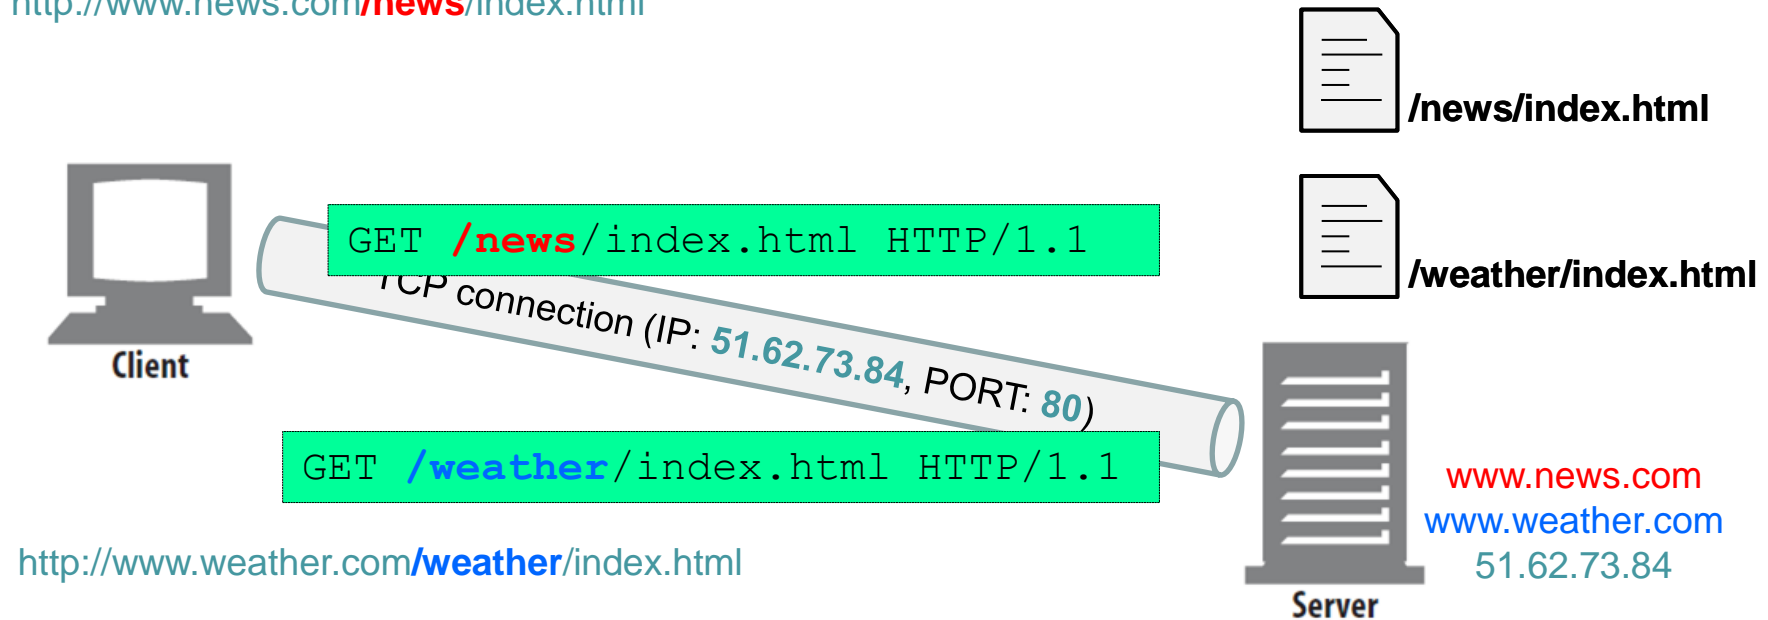 http://www.news.com/news/index.html
/news/index.html
GET /news/index.html HTTP/1.1
/weather/index.html
TCP connection (IP: 51.62.73.84, PORT: 80)
Client
GET /weather/index.html HTTP/1.1
www.news.com
www.weather.com
http://www.weather.com/weather/index.html
51.62.73.84
Server